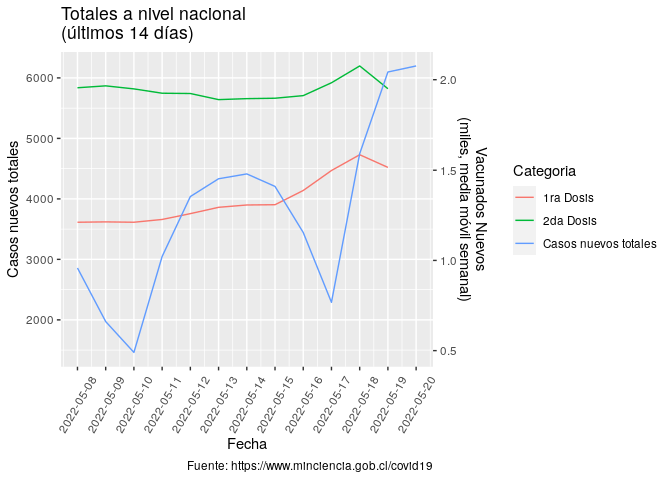 Totales a nivel nacional
(últimos 14 días)
Casos nuevos totales
6000
5000
4000
3000
2000
2.0
1.5
1.0
0.5
Vacunados Nuevos
(miles, media móvil semanal)
2022-05-08
2022-05-09
2022-05-10
2022-05-11
2022-05-12
2022-05-13
2022-05-14
2022-05-15
2022-05-16
2022-05-17
2022-05-18
2022-05-19
2022-05-20
Fecha
Fuente: https://www.minciencia.gob.cl/covid19
Categoria
1ra Dosis
2da Dosis
Casos nuevos totales